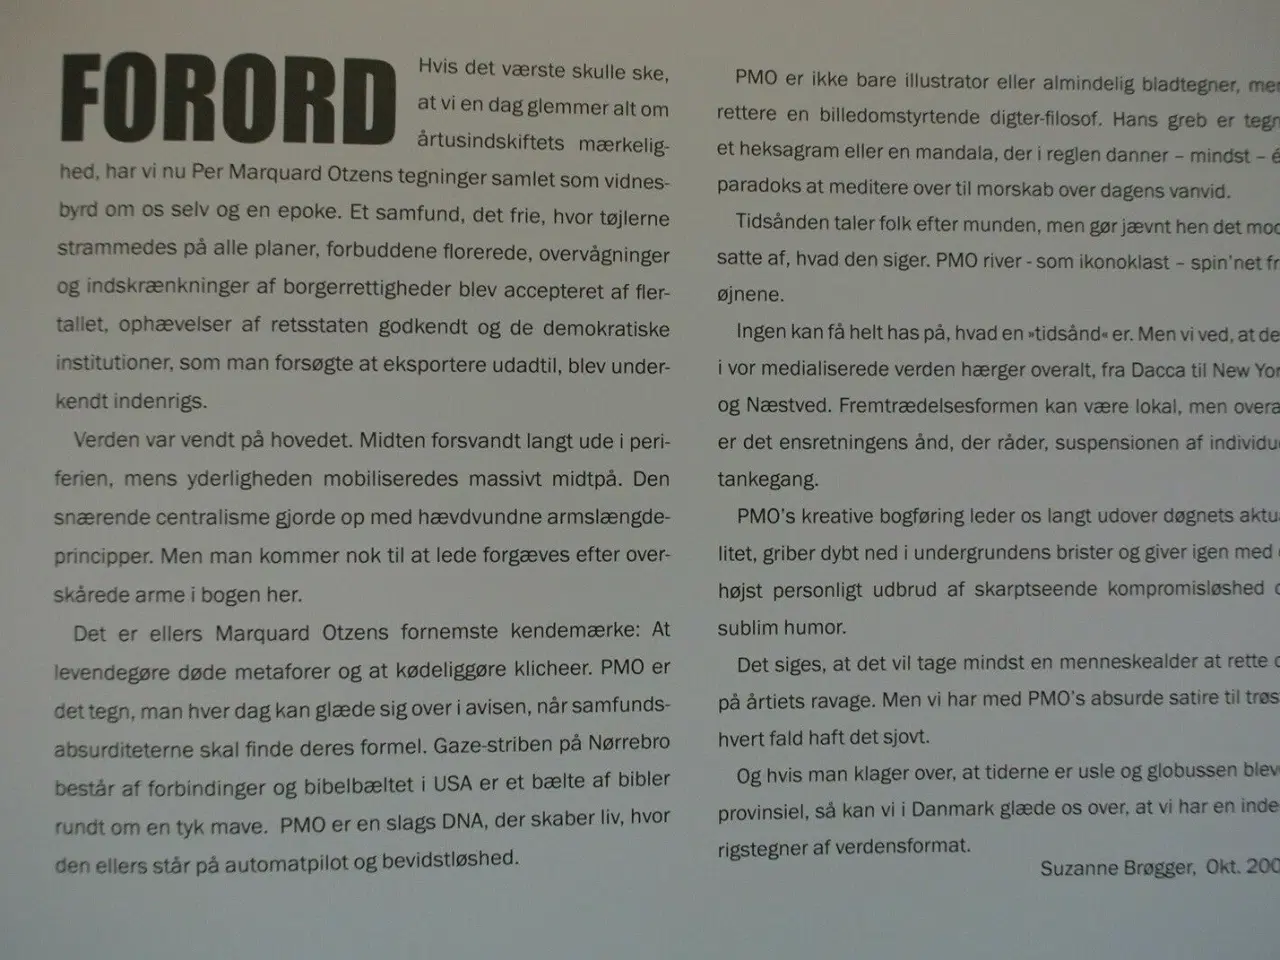 FORORD
Hvis det værste skulle ske,
at vi en dag glemmer alt om
årtusindskiftets mærkelig-
hed, har vi nu Per Marquard Otzens tegninger samlet som vidnes-
byrd om os selv og en epoke. Et samfund, det frie, hvor tøjlerne
strammedes på alle planer, forbuddene florerede, overvågninger
og indskrænkninger af borgerrettigheder blev accepteret af fler-
tallet, ophævelser af retsstaten godkendt og de demokratiske
institutioner, som man forsøgte at eksportere udadtil, blev under-
kendt indenrigs.
Verden var vendt på hovedet. Midten forsvandt langt ude i peri-
ferien, mens yderligheden mobiliseredes massivt midtpå. Den
snærende centralisme gjorde op med hævdvundne armslængde-
principper. Men man kommer nok til at lede forgæves efter over-
skårede arme i bogen her.
Det er ellers Marquard Otzens fornemste kendemærke: At
levendegøre døde metaforer og at kødeliggøre klicheer. PMO er
det tegn, man hver dag kan glæde sig over i avisen, når samfunds-
absurditeterne skal finde deres formel. Gaze-striben på Nørrebro
består af forbindinger og bibelbæltet i USA er et bælte af bibler
rundt om en tyk mave. PMO er en slags DNA, der skaber liv, hvor
den ellers står på automatpilot og bevidstløshed.
PMO er ikke bare illustrator eller almindelig bladtegner, me
rettere en billedomstyrtende digter-filosof. Hans greb er tegn
et heksagram eller en mandala, der i reglen danner – mindst – é
paradoks at meditere over til morskab over dagens vanvid.
Tidsånden taler folk efter munden, men gør jævnt hen det mod
satte af, hvad den siger. PMO river - som ikonoklast – spin'net fr
øjnene.
Ingen kan få helt has på, hvad en »tidsånd« er. Men vi ved, at de
i vor medialiserede verden hærger overalt, fra Dacca til New Yor
og Næstved. Fremtrædelsesformen kan være lokal, men overa
er det ensretningens ånd, der råder, suspensionen af individu
tankegang.
PMO's kreative bogføring leder os langt udover døgnets aktu
litet, griber dybt ned i undergrundens brister og giver igen med
højst personligt udbrud af skarptseende kompromisløshed o
sublim humor.
Det siges, at det vil tage mindst en menneskealder at rette o
på årtiets ravage. Men vi har med PMO's absurde satire til trøs
hvert fald haft det sjovt.
Og hvis man klager over, at tiderne er usle og globussen blev
provinsiel, så kan vi i Danmark glæde os over, at vi har en inde
rigstegner af verdensformat.
Suzanne Brøgger, Okt. 200